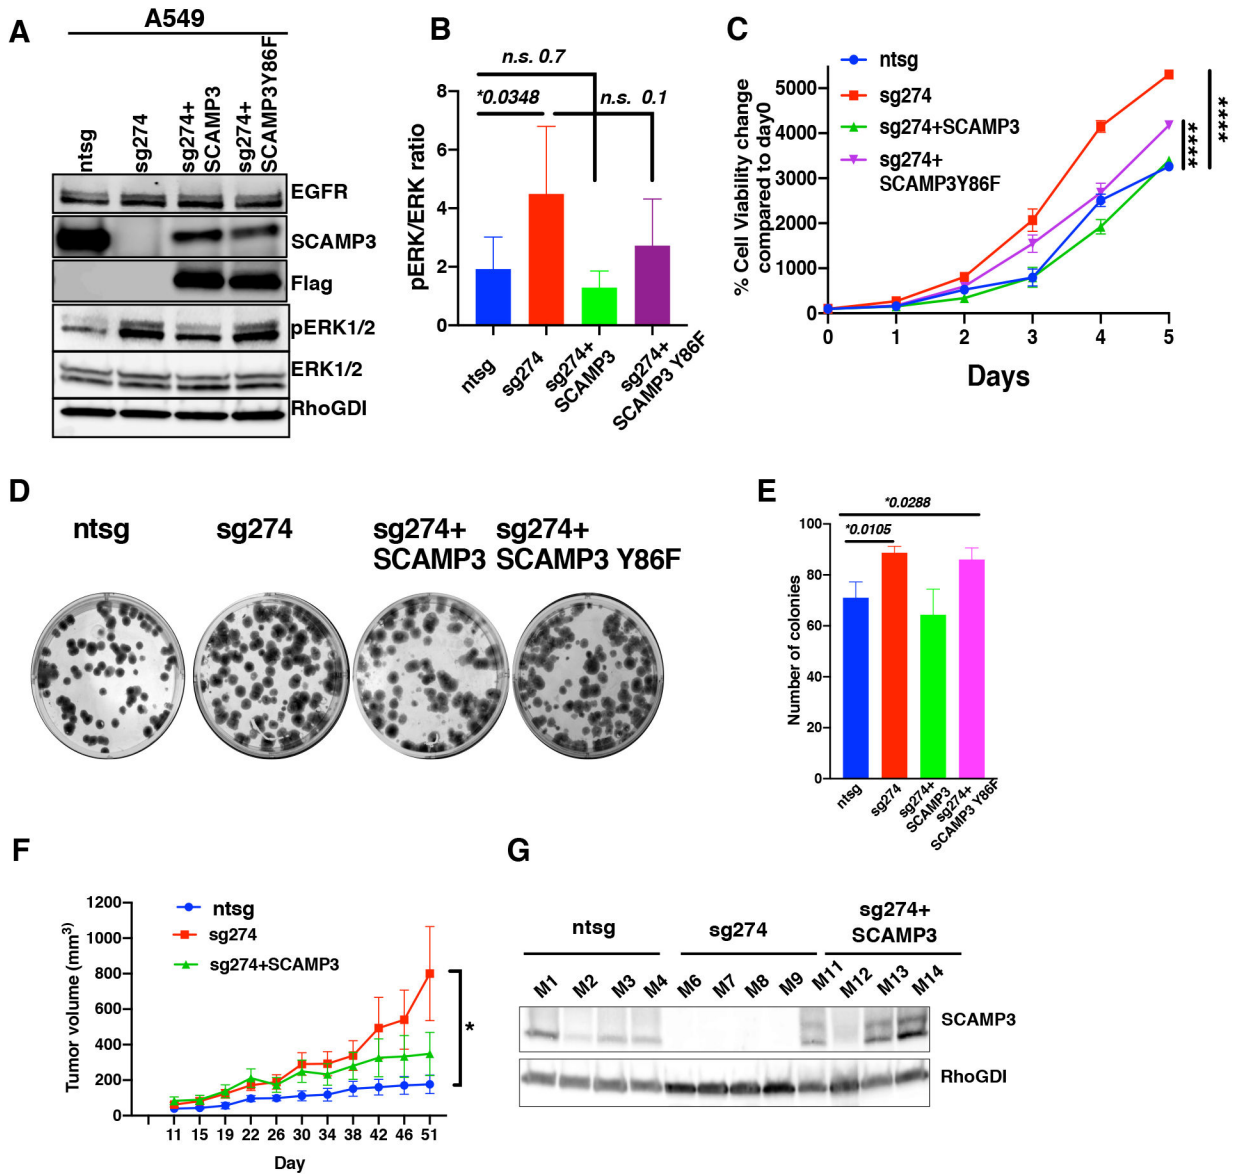 A
A549
ntsg
sg274
sg274+
SCAMP3
sg274+
SCAMP3Y86F
EGFR
SCAMP3
Flag
pERK1/2
ERK1/2
RhoGDI
B
n.s. 0.7
*0.0348
n.s. 0.1
pERK/ERK ratio
8
6
4
2
0
ntsg
sg274
sg274+
SCAMP3
sg274+
SCAMP3 Y86F
C
ntsg
sg274
sg274+SCAMP3
sg274+
SCAMP3Y86F
% Cell Viability change
compared to day0
5000
4000
3000
2000
1000
0
0 1 2 3 4 5
Days
****
****
D
ntsg
sg274
sg274+
SCAMP3
sg274+
SCAMP3 Y86F
E
*0.0288
*0.0105
Number of colonies
100
80
60
40
20
0
ntsg
sg274
sg274+
SCAMP3
sg274+
SCAMP3 Y86F
F
ntsg
sg274
sg274+SCAMP3
Tumor volume (mm3)
1200
1000
800
600
400
200
0
11 15 19 22 26 30 34 38 42 46 51
Day
*
G
ntsg
sg274
sg274+
SCAMP3
M1 M2 M3 M4 M6 M7 M8 M9 M11 M12 M13 M14
SCAMP3
RhoGDI